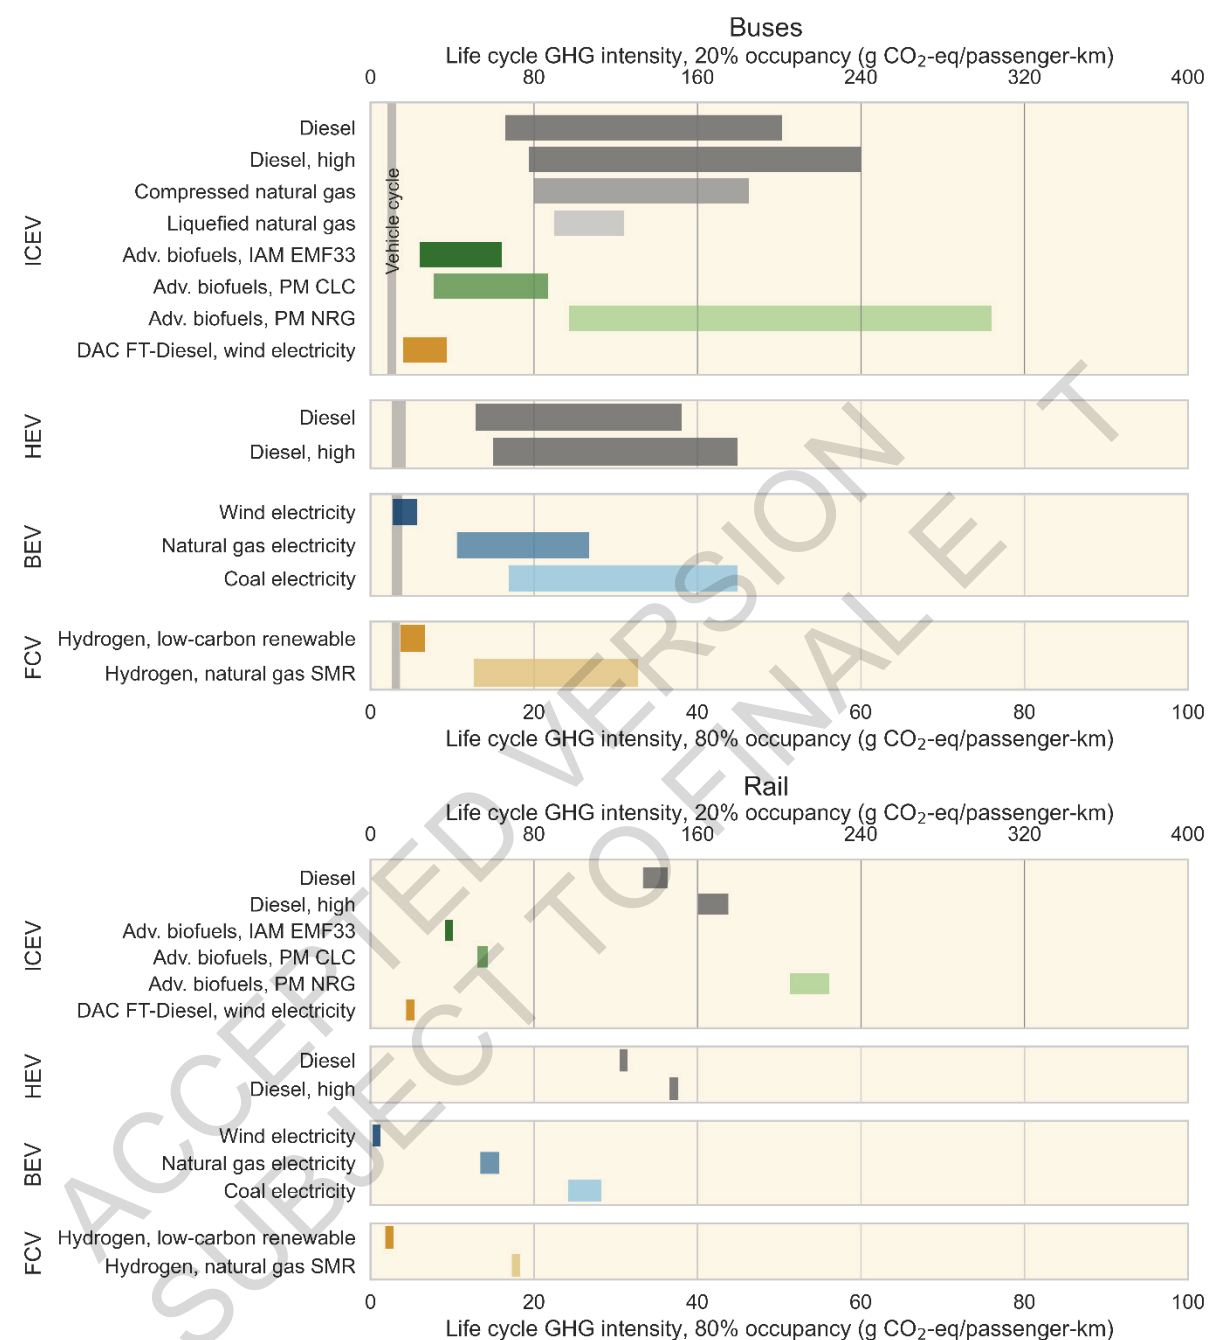 Buses
Life cycle GHG intensity, 20% occupancy (g CO₂-eq/passenger-km)
0 80 160 240 320 400
ICEV
Diesel
Diesel, high
Compressed natural gas
Liquefied natural gas
Adv. biofuels, IAM EMF33
Adv. biofuels, PM CLC
Adv. biofuels, PM NRG
DAC FT-Diesel, wind electricity
Vehicle cycle
HEV
Diesel
Diesel, high
BEV
Wind electricity
Natural gas electricity
Coal electricity
FCV
Hydrogen, low-carbon renewable
Hydrogen, natural gas SMR
0 20 40 60 80 100
Life cycle GHG intensity, 80% occupancy (g CO₂-eq/passenger-km)
Rail
Life cycle GHG intensity, 20% occupancy (g CO₂-eq/passenger-km)
0 80 160 240 320 400
ICEV
Diesel
Diesel, high
Adv. biofuels, IAM EMF33
Adv. biofuels, PM CLC
Adv. biofuels, PM NRG
DAC FT-Diesel, wind electricity
HEV
Diesel
Diesel, high
BEV
Wind electricity
Natural gas electricity
Coal electricity
FCV
Hydrogen, low-carbon renewable
Hydrogen, natural gas SMR
0 20 40 60 80 100
Life cycle GHG intensity, 80% occupancy (g CO₂-eq/passenger-km)
ACCEPTED VERSION
SUBJECT TO FINAL E T